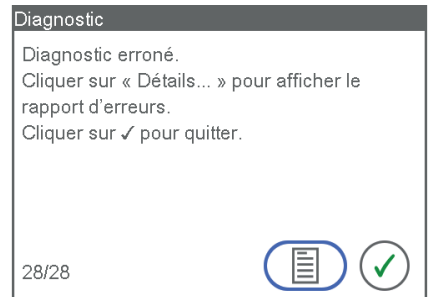 Diagnostic
Diagnostic erroné.
Cliquer sur « Détails... » pour afficher le
rapport d’erreurs.
Cliquer sur ✓ pour quitter.
28/28